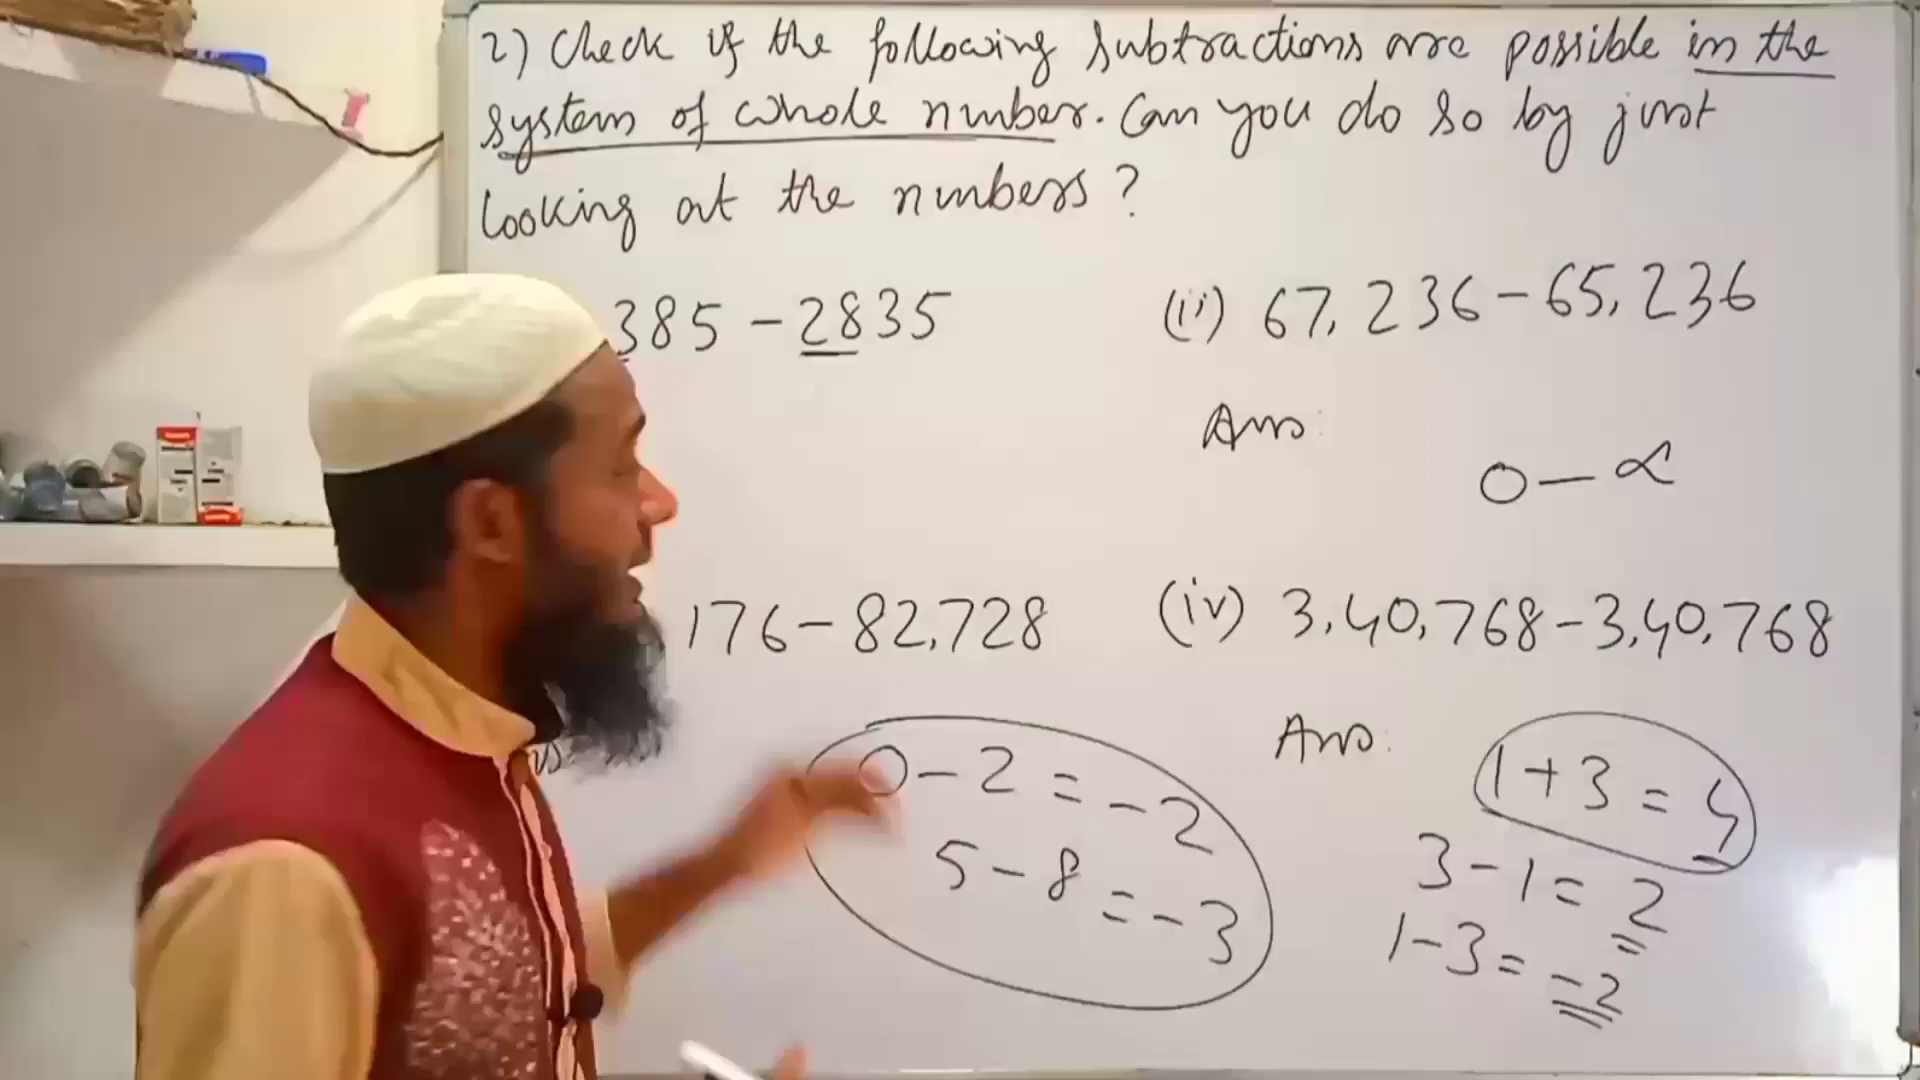 2) Check if the following subtractions are possible in the
system of whole number. Can you do so by just
looking at the numbers?
385 - 2835
(ii) 67,236 - 65,236
Ans:
0 - ∝
176 - 82,728
(iv) 3,40,768 - 3,40,768
Ans:
0 - 2 = -2
5 - 8 = -3
1 + 3 = 4
3 - 1 = 2
1 - 3 = -2